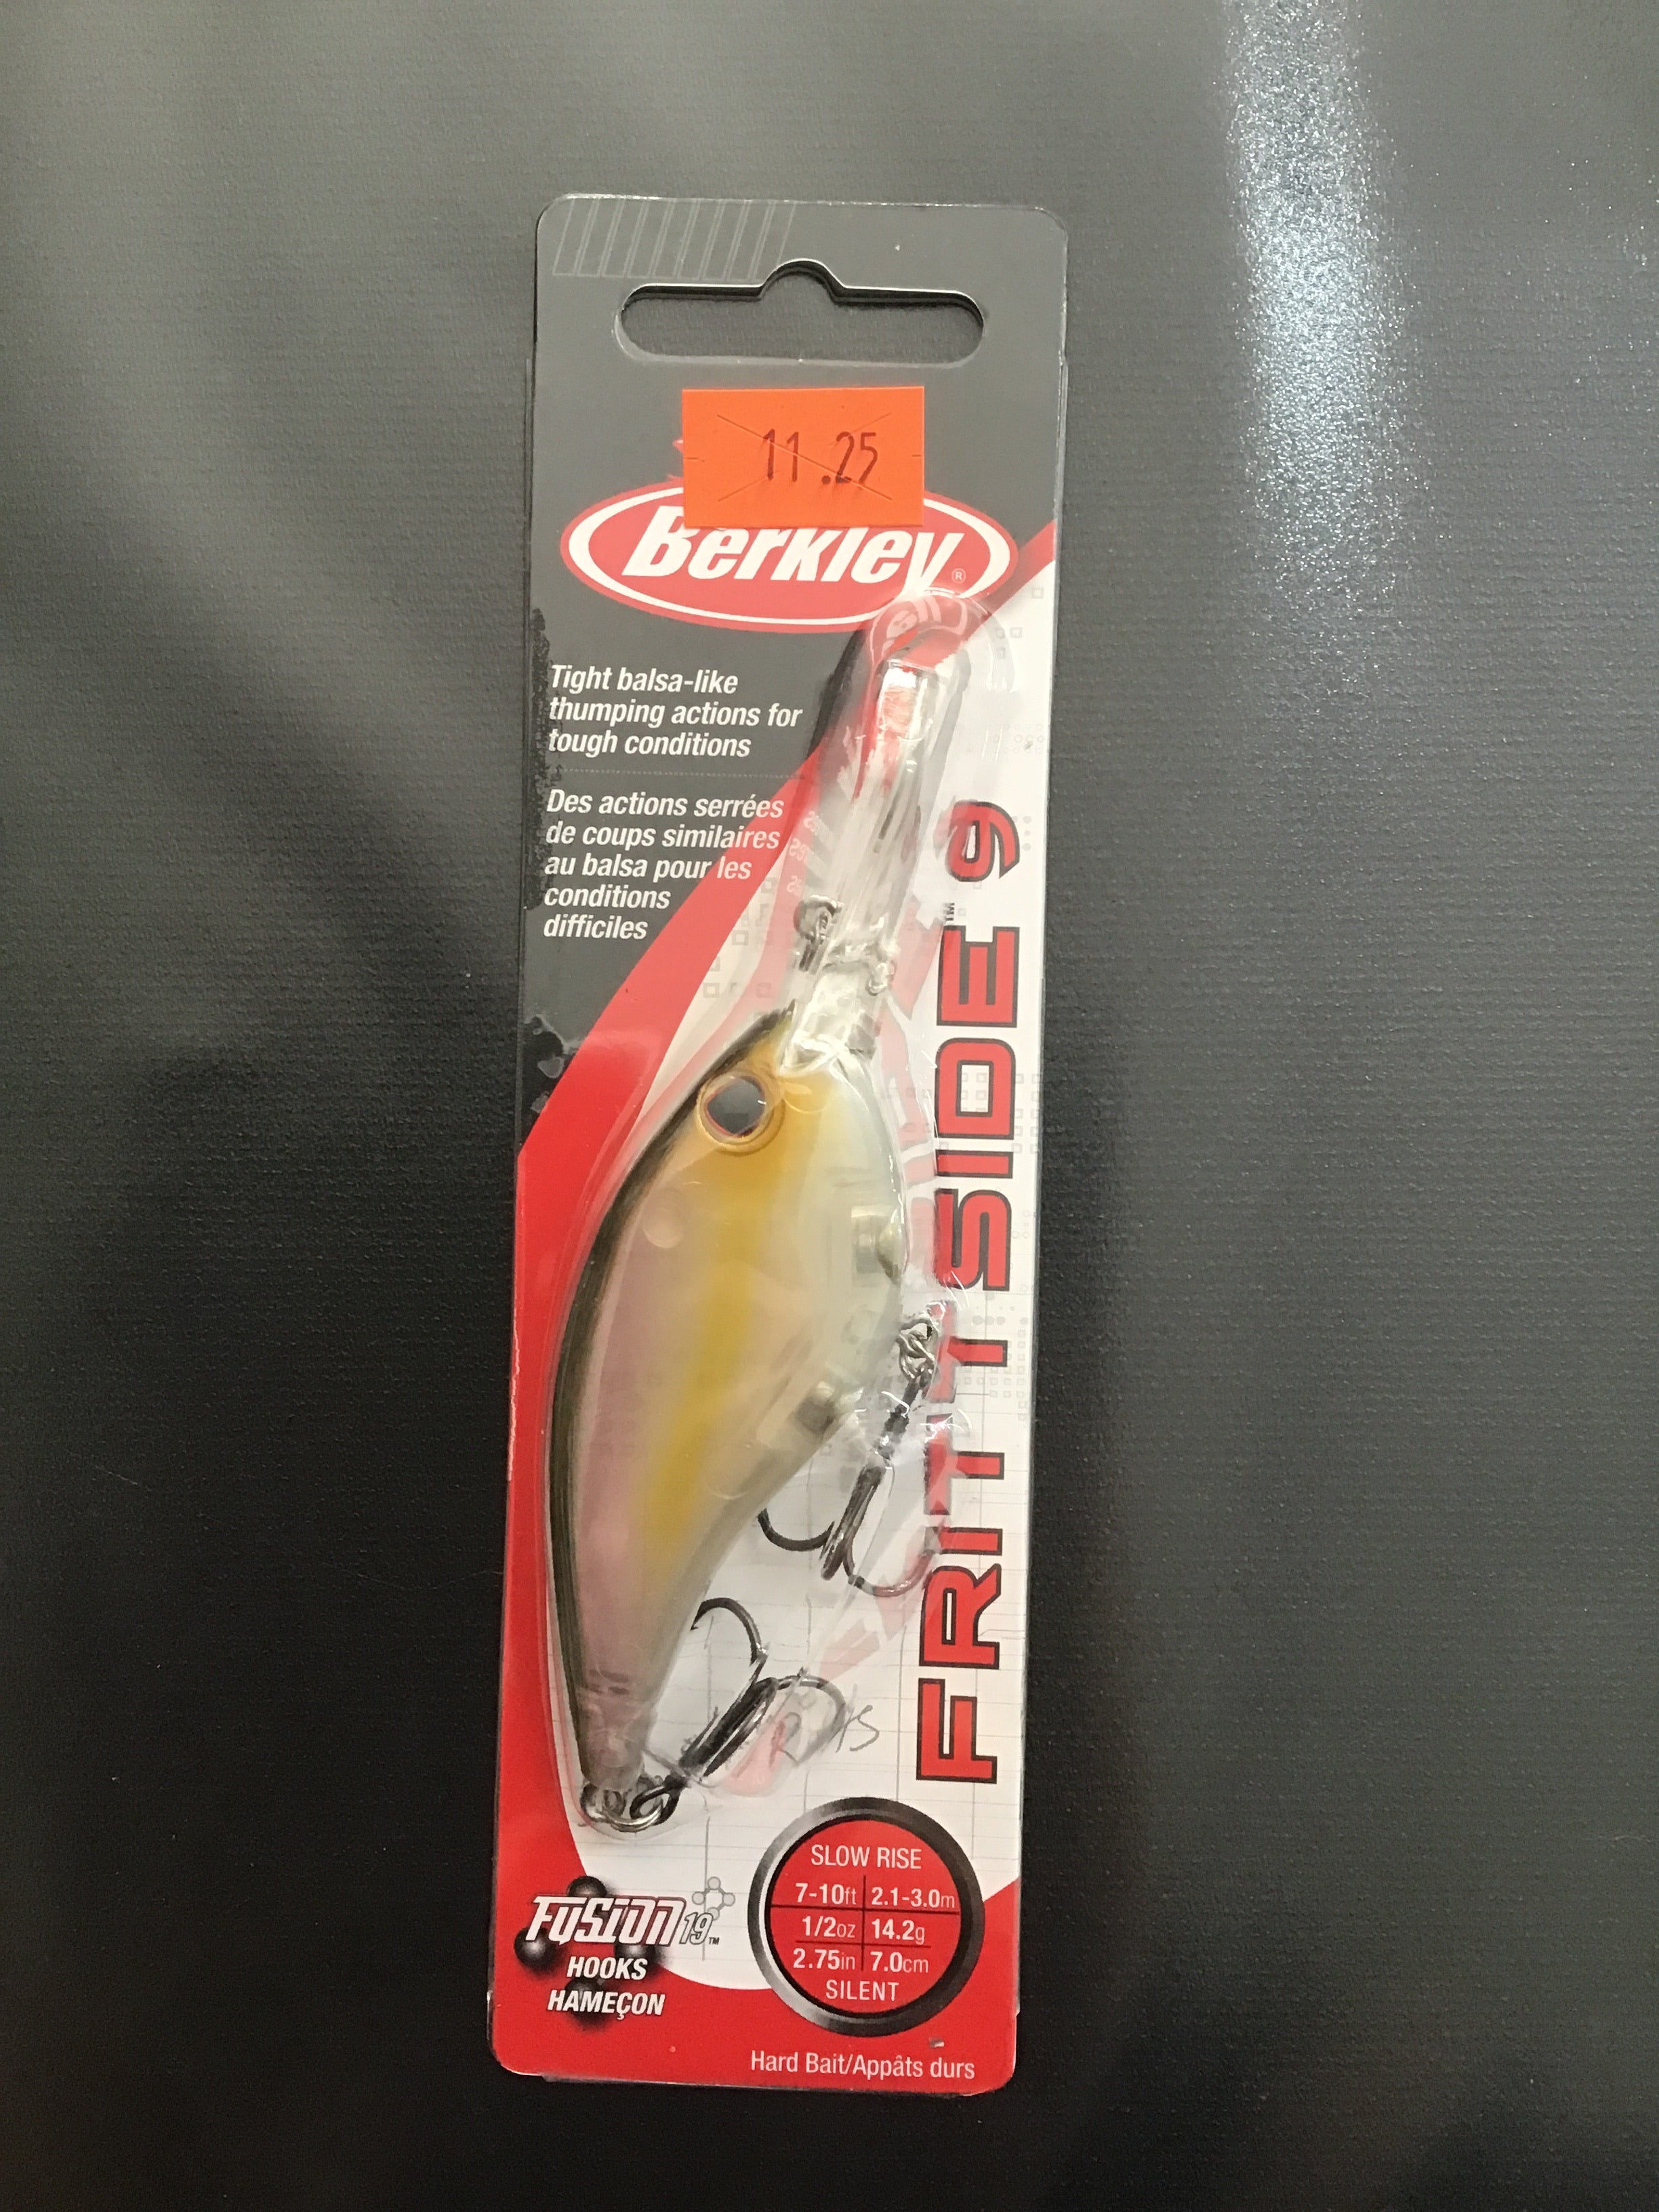 11.25
Berkley®
Tight balsa-like
thumping actions for
tough conditions
Des actions serrées
de coups similaires
au balsa pour les
conditions
difficiles
FRITTSIDE™ 9
SLOW RISE
7-10ft 2.1-3.0m
1/2oz 14.2g
2.75in 7.0cm
SILENT
Fusion19™
HOOKS
HAMEÇON
Hard Bait/Appâts durs